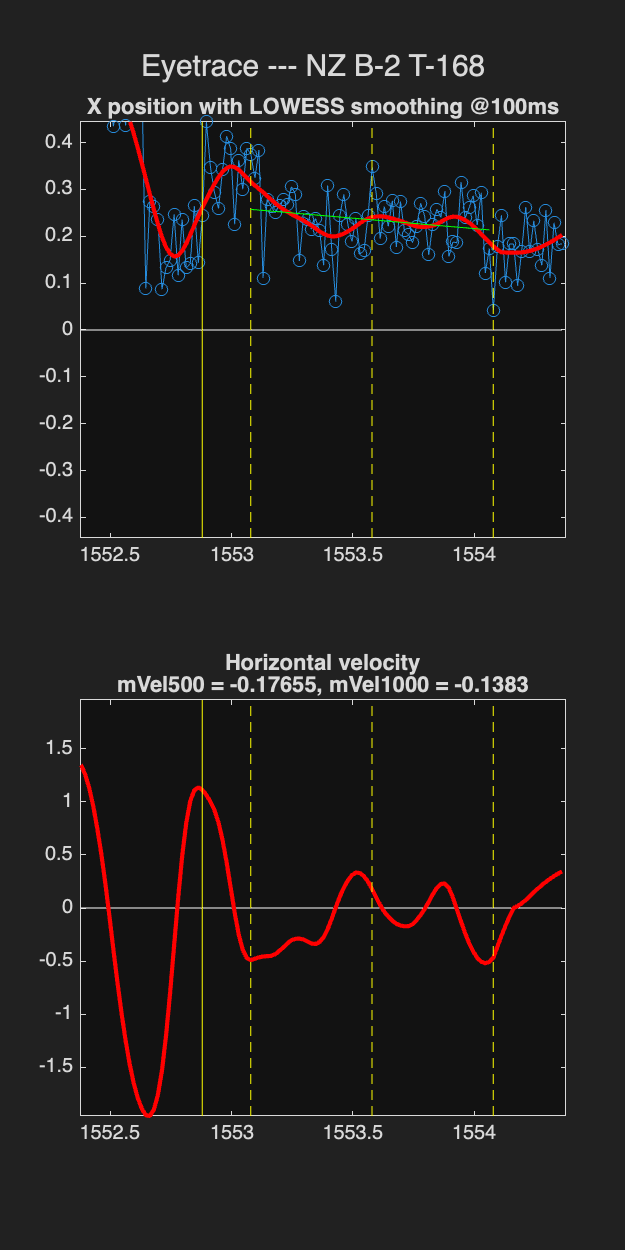 Eyetrace --- NZ B-2 T-168
X position with LOWESS smoothing @100ms
0.4
0.3
0.2
0.1
0
-0.1
-0.2
-0.3
-0.4
1552.5 1553 1553.5 1554
Horizontal velocity
mVel500 = -0.17655, mVel1000 = -0.1383
1.5
1
0.5
0
-0.5
-1
-1.5
1552.5 1553 1553.5 1554